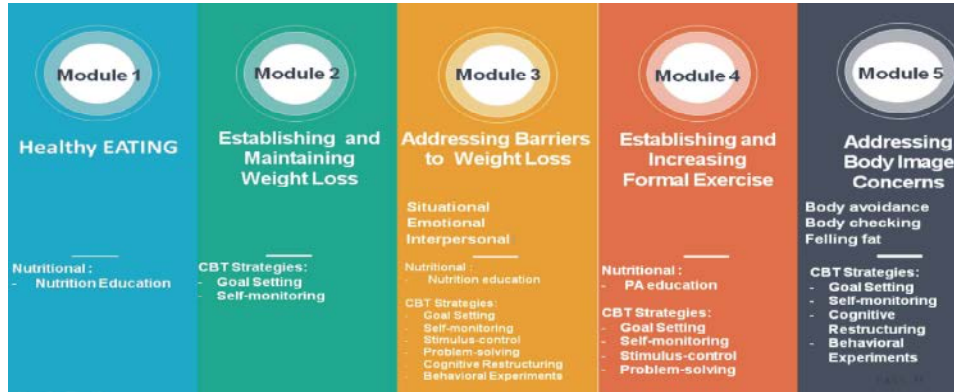 Module 1
Healthy EATING
Nutritional :
- Nutrition Education
Module 2
Establishing and
Maintaining
Weight Loss
CBT Strategies:
- Goal Setting
- Self-monitoring
Module 3
Addressing Barriers
to Weight Loss
Situational
Emotional
Interpersonal
Nutritional :
- Nutrition education
CBT Strategies:
- Goal Setting
- Self-monitoring
- Stimulus-control
- Problem-solving
- Cognitive Restructuring
- Behavioral Experiments
Module 4
Establishing and
Increasing
Formal Exercise
Nutritional :
- PA education
CBT Strategies:
- Goal Setting
- Self-monitoring
- Stimulus-control
- Problem-solving
Module 5
Addressing
Body Image
Concerns
Body avoidance
Body checking
Felling fat
CBT Strategies:
- Goal Setting
- Self-monitoring
- Cognitive
Restructuring
- Behavioral
Experiments